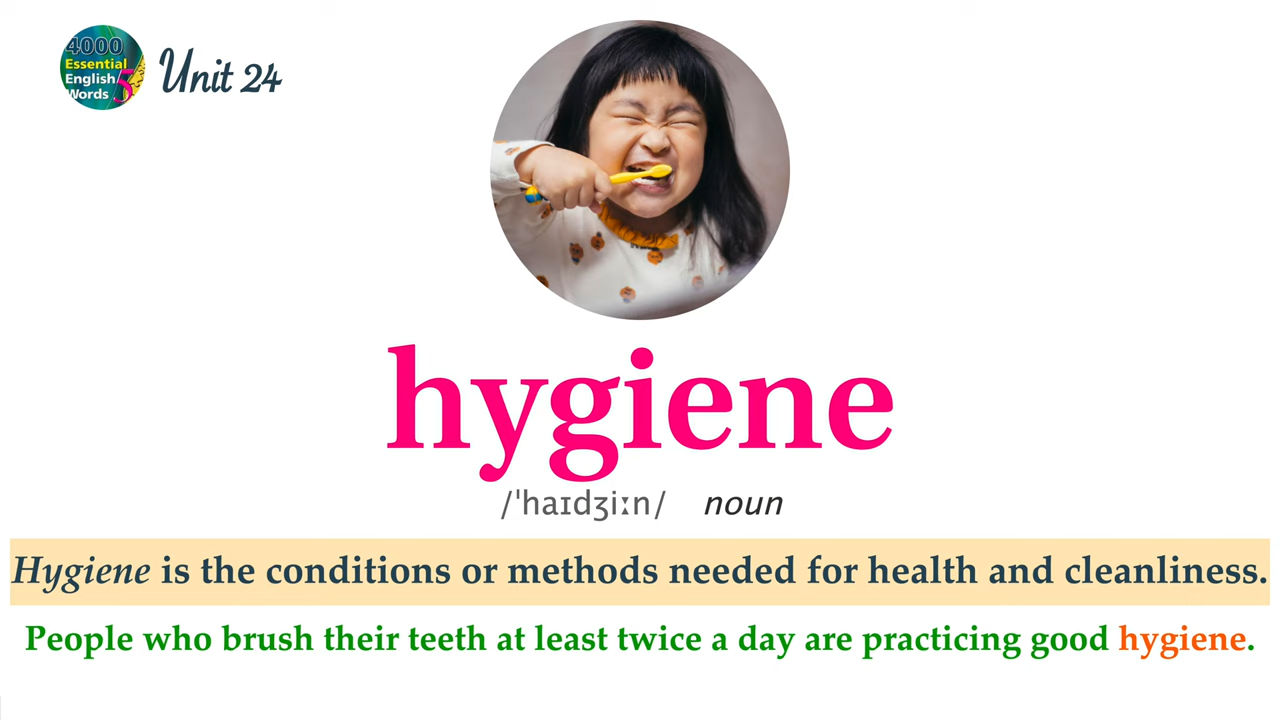 4000
Essential
English
Words 5
Unit 24
hygiene
/ˈhaɪdʒiːn/ noun
Hygiene is the conditions or methods needed for health and cleanliness.
People who brush their teeth at least twice a day are practicing good hygiene.